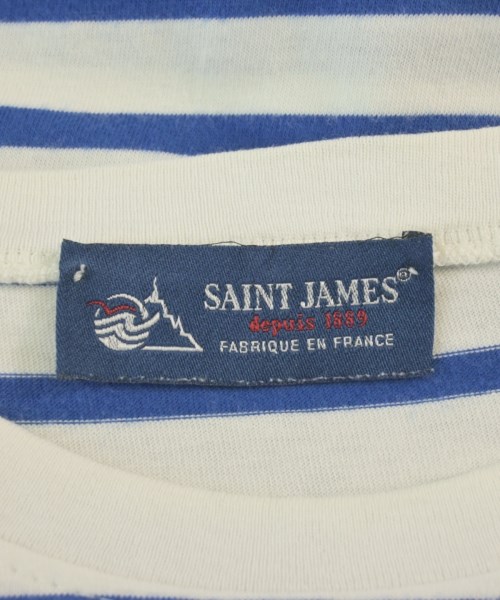 SAINT JAMES®
depuis 1889
FABRIQUE EN FRANCE